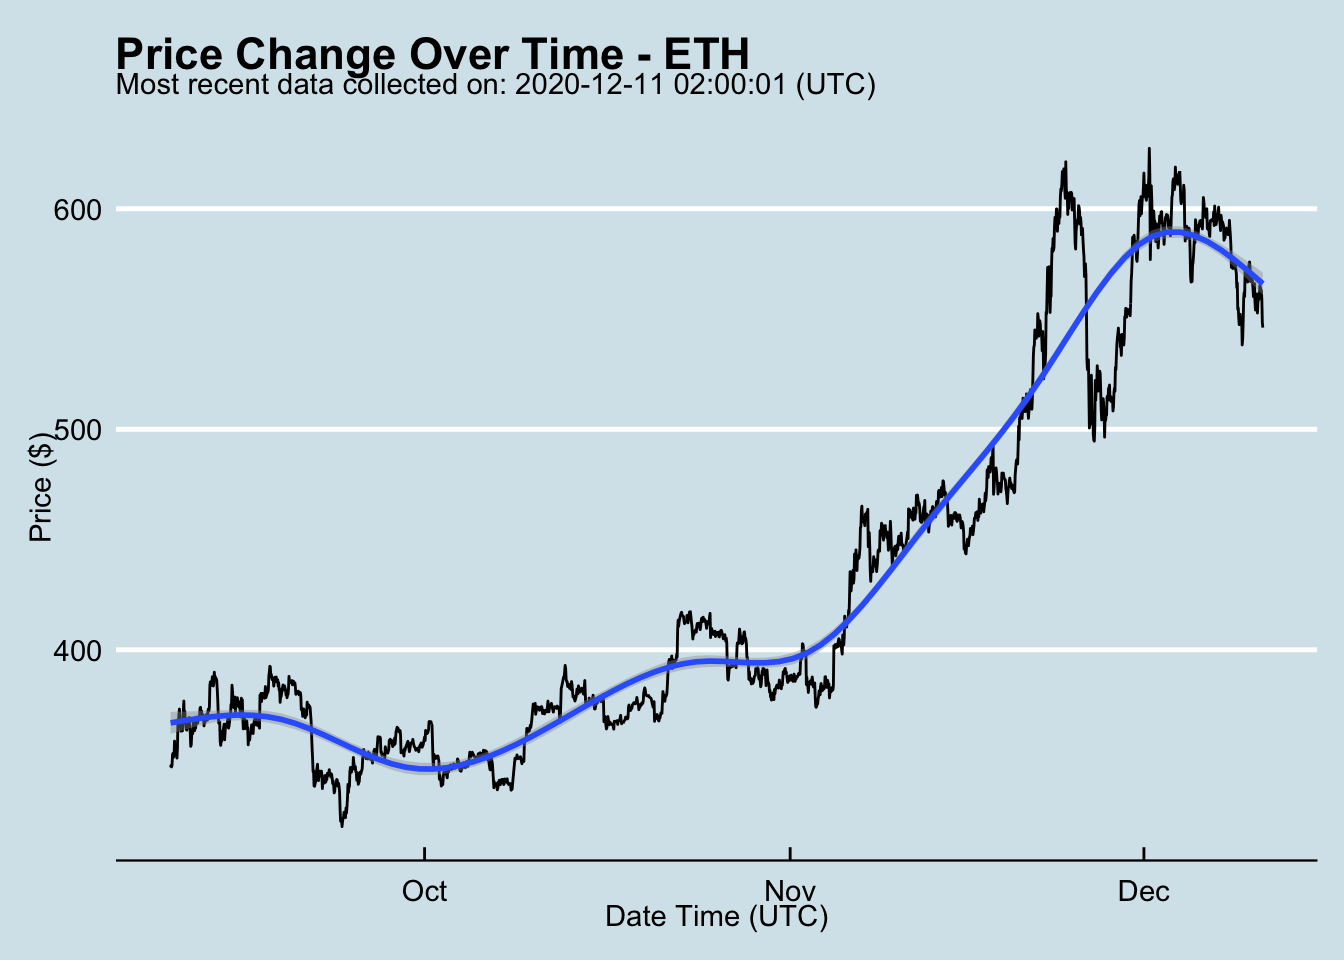 Price Change Over Time - ETH
Most recent data collected on: 2020-12-11 02:00:01 (UTC)
600
500
400
Price ($)
Oct
Nov
Dec
Date Time (UTC)